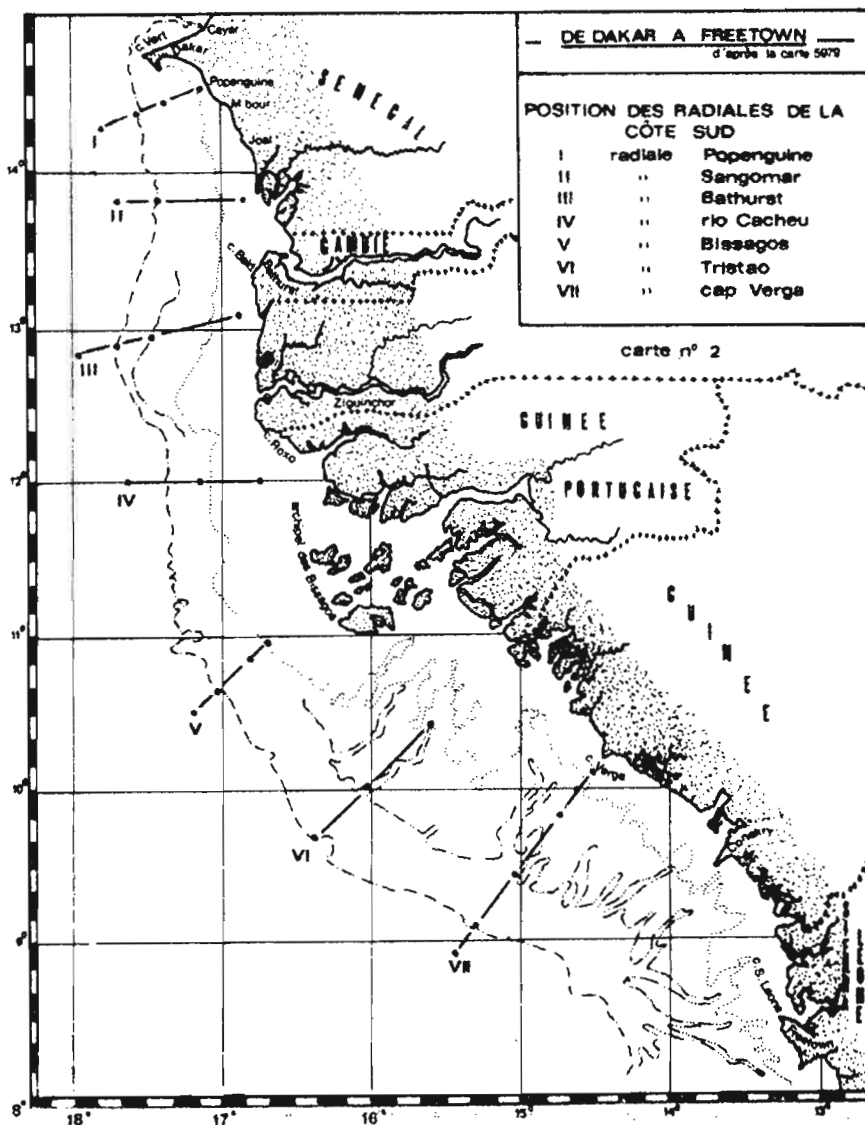 DE DAKAR A FREETOWN
d'après la carte 5979
POSITION DES RADIALES DE LA
CÔTE SUD
I radiale Popenguine
II " Sangomar
III " Bathurst
IV " rio Cacheu
V " Bissagos
VI " Tristao
VII " cap Verga
carte n° 2
c. Vert
Cayar
Dakar
Popenguine
M'bour
Joal
SENEGAL
I
14°
II
GAMBIE
c. Bald
Bathurst
13°
III
Ziguinchor
GUINEE
c. Roxo
12°
IV
PORTUGAISE
archipel des Bissagos
11°
GUINEE
V
c. Verga
10°
VI
Conakry
9°
VII
c. S. Leone
Freetown
8°
18° 17° 16° 15° 14° 13°